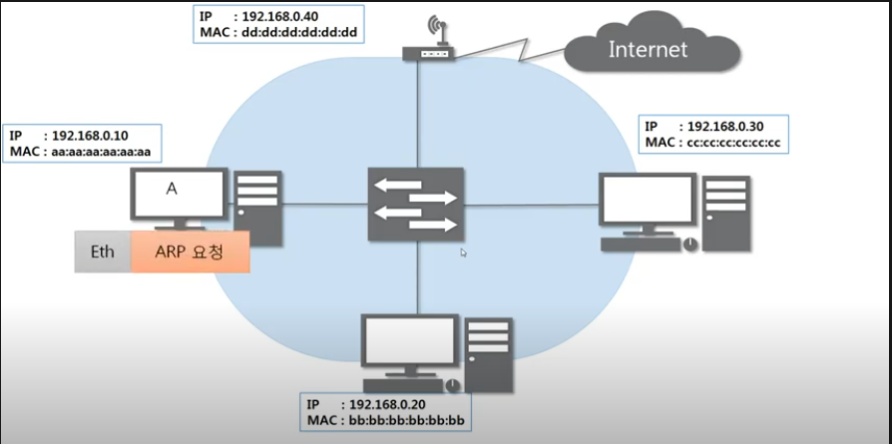 IP : 192.168.0.40
MAC : dd:dd:dd:dd:dd:dd
Internet
IP : 192.168.0.10
MAC : aa:aa:aa:aa:aa:aa
IP : 192.168.0.30
MAC : cc:cc:cc:cc:cc:cc
A
Eth
ARP 요청
IP : 192.168.0.20
MAC : bb:bb:bb:bb:bb:bb